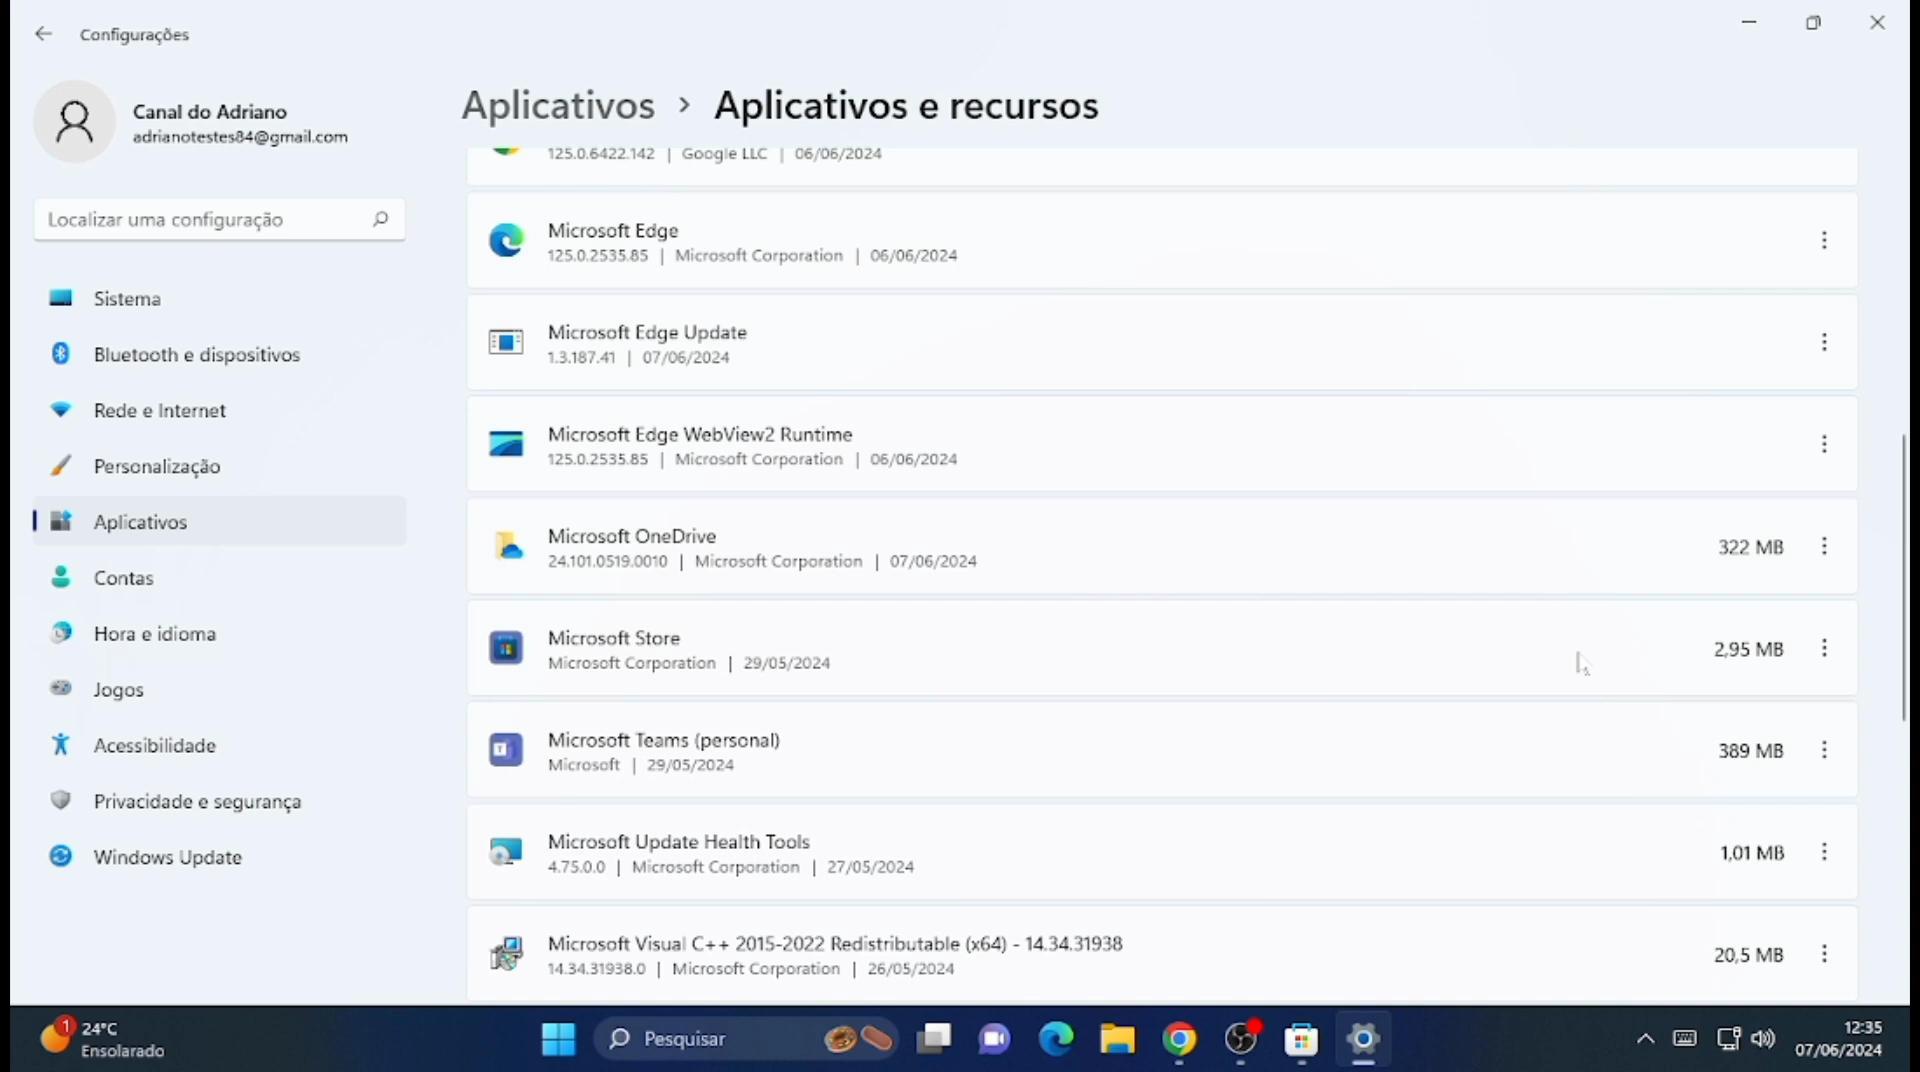 Configurações
Canal do Adriano
adrianotestes84@gmail.com
Localizar uma configuração
Sistema
Bluetooth e dispositivos
Rede e Internet
Personalização
Aplicativos
Contas
Hora e idioma
Jogos
Acessibilidade
Privacidade e segurança
Windows Update
Aplicativos > Aplicativos e recursos
125.0.6422.142 | Google LLC | 06/06/2024
Microsoft Edge
125.0.2535.85 | Microsoft Corporation | 06/06/2024
Microsoft Edge Update
1.3.187.41 | 07/06/2024
Microsoft Edge WebView2 Runtime
125.0.2535.85 | Microsoft Corporation | 06/06/2024
Microsoft OneDrive
24.101.0519.0010 | Microsoft Corporation | 07/06/2024
322 MB
Microsoft Store
Microsoft Corporation | 29/05/2024
2,95 MB
Microsoft Teams (personal)
Microsoft | 29/05/2024
389 MB
Microsoft Update Health Tools
4.75.0.0 | Microsoft Corporation | 27/05/2024
1,01 MB
Microsoft Visual C++ 2015-2022 Redistributable (x64) - 14.34.31938
14.34.31938.0 | Microsoft Corporation | 26/05/2024
20,5 MB
1
24°C
Ensolarado
Pesquisar
12:35
07/06/2024